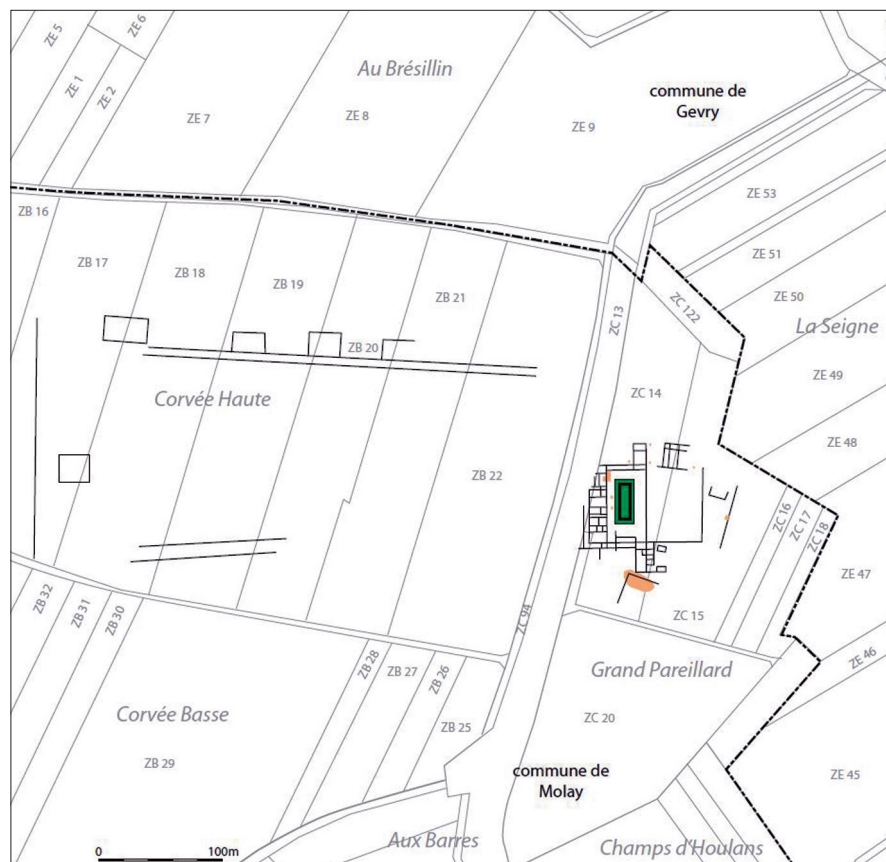 ZE 5
ZE 6
Au Brésillin
commune de
Gevry
ZE 1
ZE 2
ZE 7
ZE 8
ZE 9
ZE 53
ZB 16
ZB 17
ZB 18
ZB 19
ZB 21
ZE 51
ZE 50
ZC 122
ZC 13
La Seigne
ZB 20
ZE 49
Corvée Haute
ZC 14
ZE 48
ZB 22
ZC 16
ZC 17
ZC 18
ZE 47
ZB 32
ZB 31
ZB 30
ZC 94
ZC 15
ZE 46
ZB 28
ZB 27
ZB 26
Grand Pareillard
Corvée Basse
ZB 25
ZC 20
ZB 29
commune de
Molay
ZE 45
Aux Barres
Champs d'Houlans
0
100m